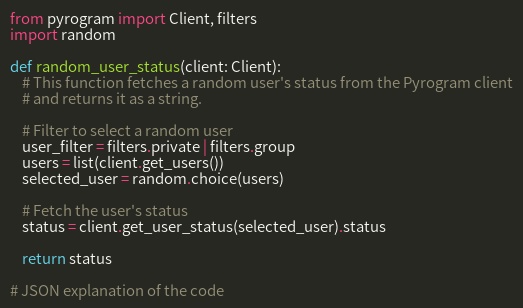 from pyrogram import Client, filters
import random

def random_user_status(client: Client):
    # This function fetches a random user's status from the Pyrogram client
    # and returns it as a string.

    # Filter to select a random user
    user_filter = filters.private | filters.group
    users = list(client.get_users())
    selected_user = random.choice(users)

    # Fetch the user's status
    status = client.get_user_status(selected_user).status

    return status

# JSON explanation of the code